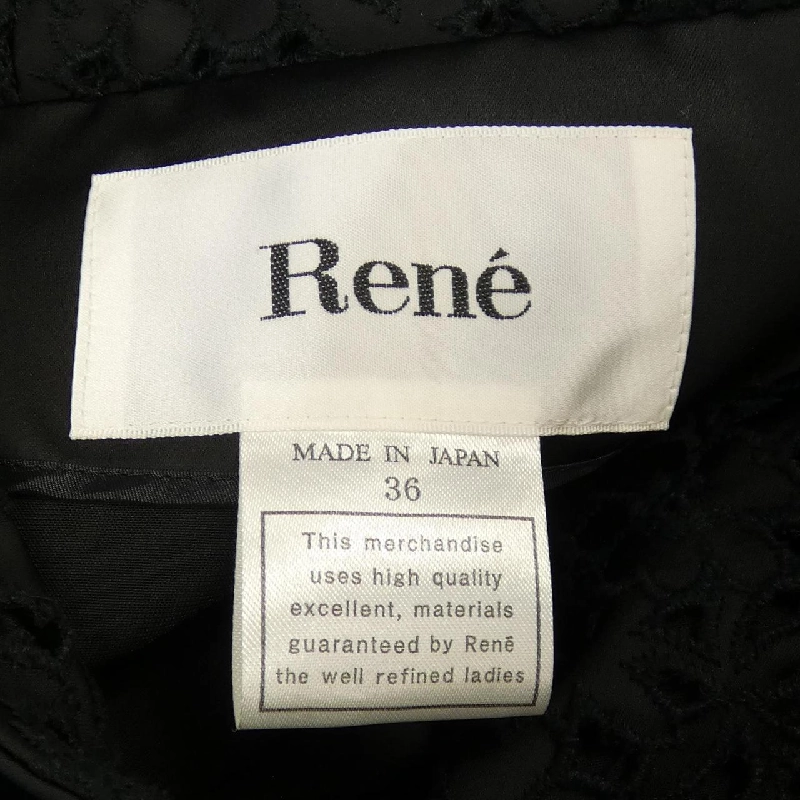 René
MADE IN JAPAN
36
This merchandise
uses high quality
excellent, materials
guaranteed by Renē
the well refined ladies